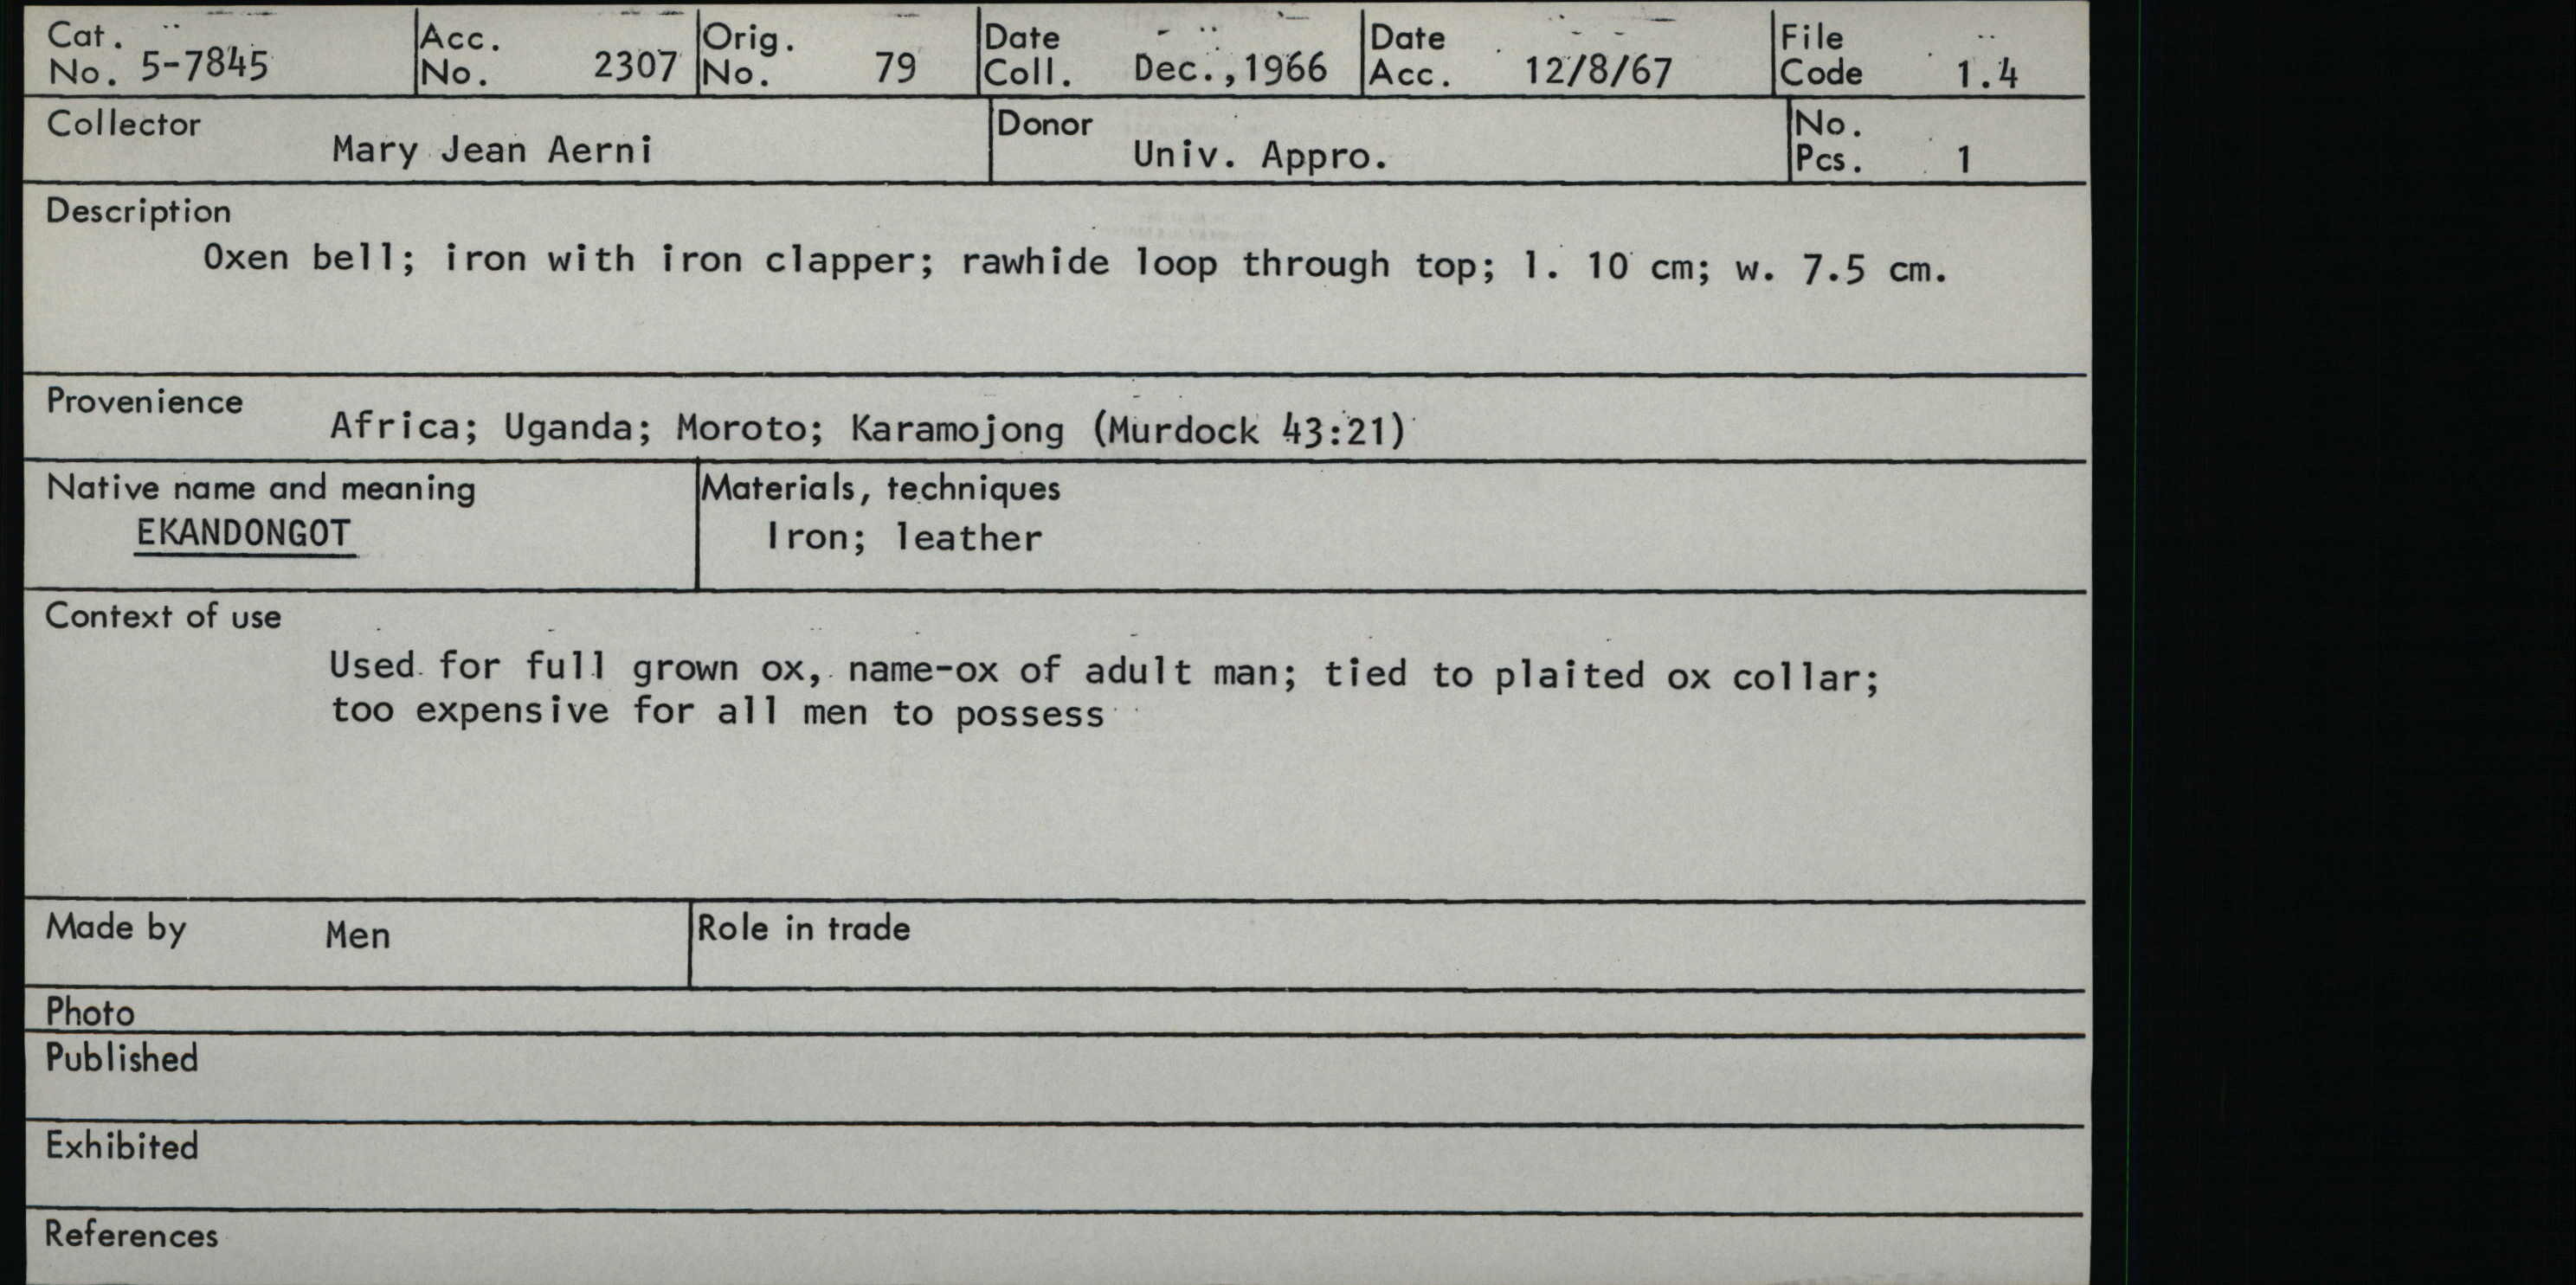 Cat. No. 5-7845 Acc. No. 2307 Orig. No. 79 Date Coll. Dec.,1966 Date Acc. 12/8/67 File Code 1.4
Collector Mary Jean Aerni Donor Univ. Appro. No. Pcs. 1
Description
Oxen bell; iron with iron clapper; rawhide loop through top; l. 10 cm; w. 7.5 cm.
Provenience Africa; Uganda; Moroto; Karamojong (Murdock 43:21)
Native name and meaning
EKANDONGOT
Materials, techniques
Iron; leather
Context of use
Used for full grown ox, name-ox of adult man; tied to plaited ox collar;
too expensive for all men to possess
Made by Men Role in trade
Photo
Published
Exhibited
References